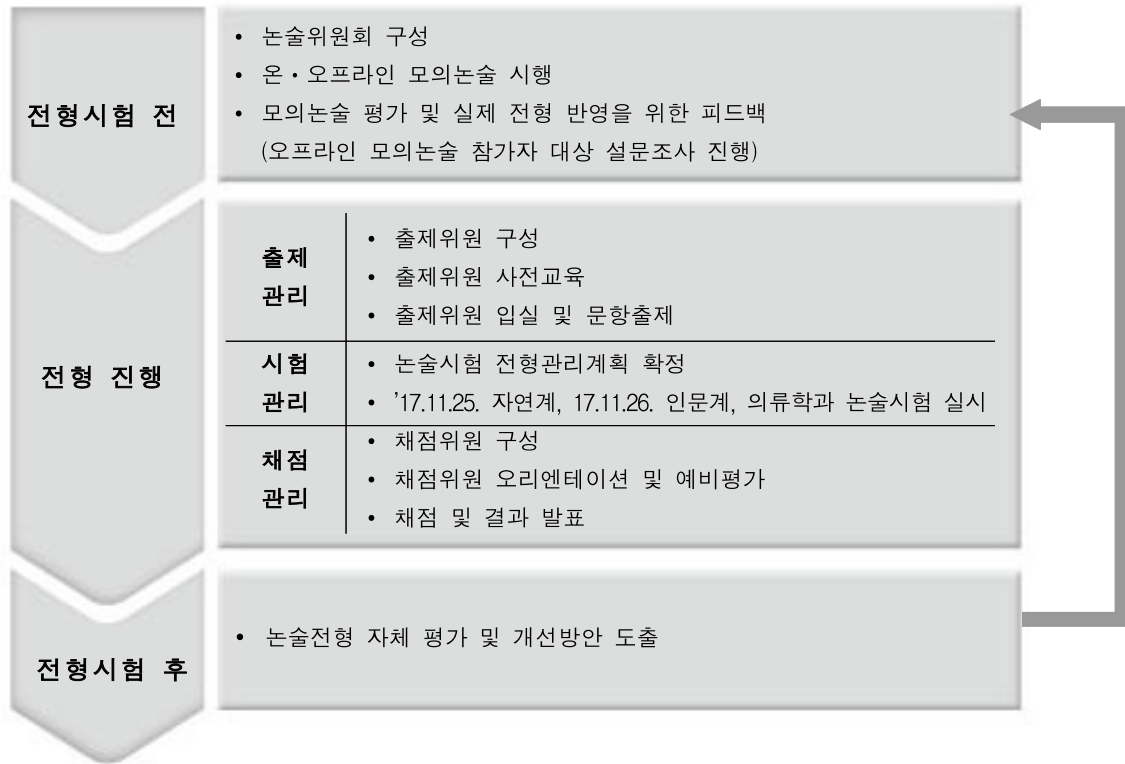 전형시험 전
• 논술위원회 구성
• 온·오프라인 모의논술 시행
• 모의논술 평가 및 실제 전형 반영을 위한 피드백
(오프라인 모의논술 참가자 대상 설문조사 진행)
전형 진행
출제
관리
• 출제위원 구성
• 출제위원 사전교육
• 출제위원 입실 및 문항출제
시험
관리
• 논술시험 전형관리계획 확정
• ’17.11.25. 자연계, 17.11.26. 인문계, 의류학과 논술시험 실시
채점
관리
• 채점위원 구성
• 채점위원 오리엔테이션 및 예비평가
• 채점 및 결과 발표
전형시험 후
• 논술전형 자체 평가 및 개선방안 도출